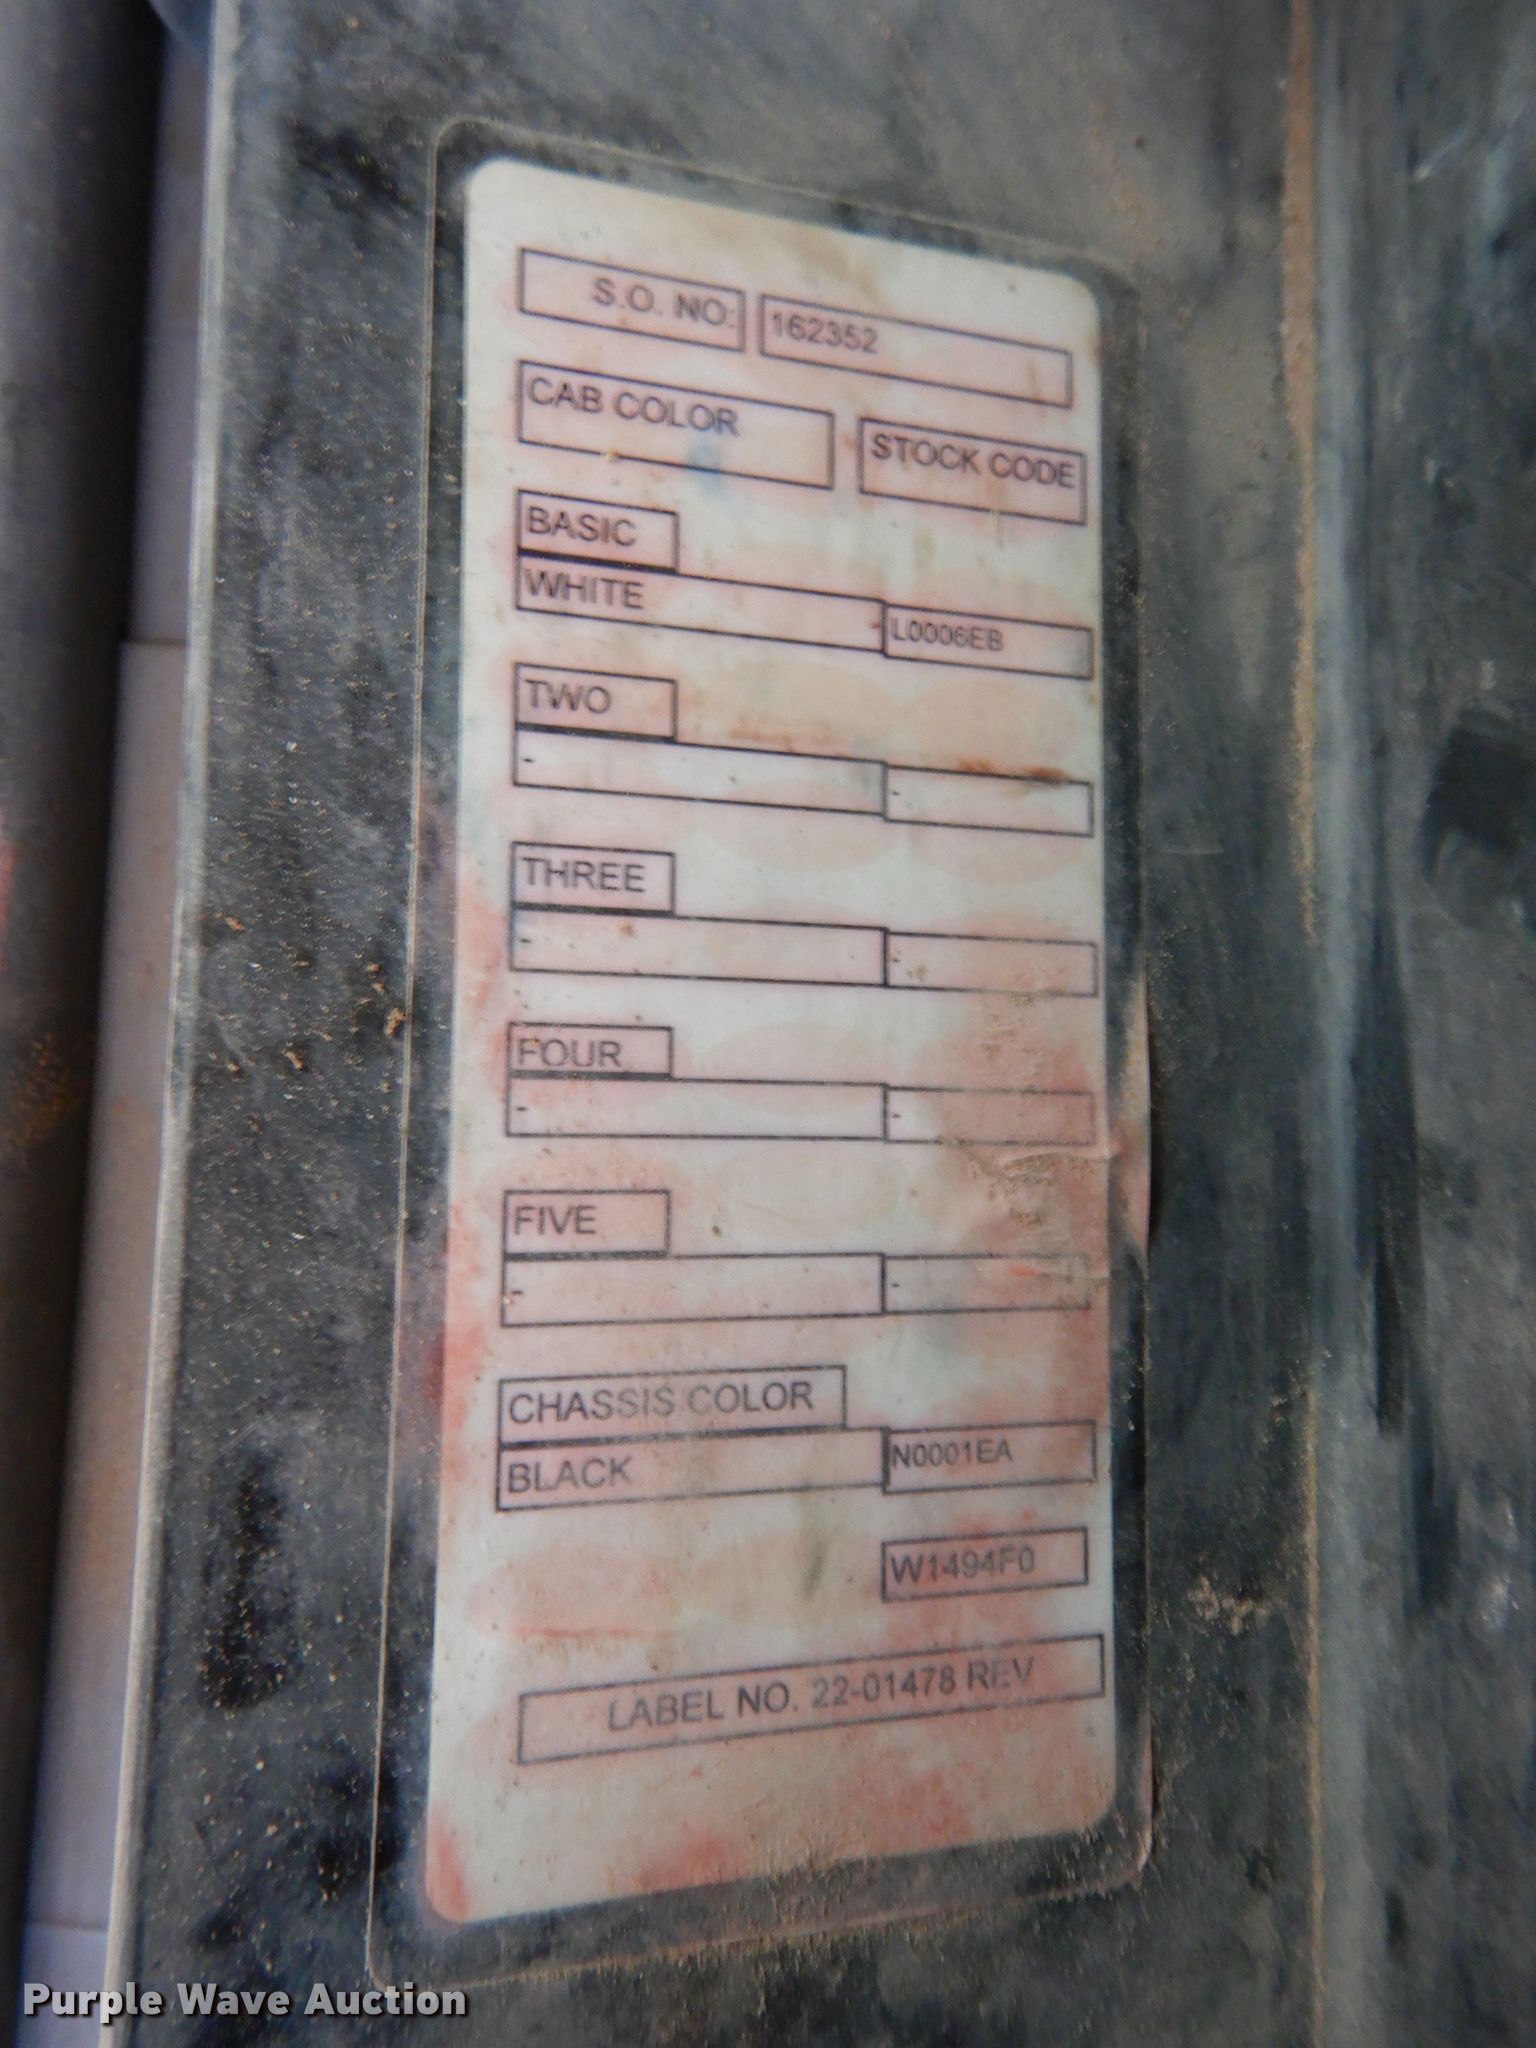 S.O. NO: 162352
CAB COLOR STOCK CODE
BASIC
WHITE L0006EB
TWO
- -
THREE
- -
FOUR
- -
FIVE
- -
CHASSIS COLOR
BLACK N0001EA
W1494F0
LABEL NO. 22-01478 REV
Purple Wave Auction